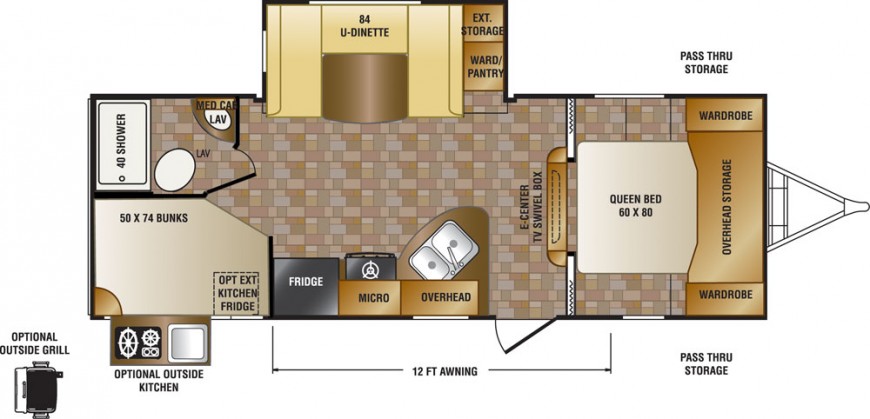 84
U-DINETTE
EXT.
STORAGE
WARD/
PANTRY
PASS THRU
STORAGE
MED CAB
LAV
LAV
40 SHOWER
WARDROBE
E-CENTER
TV SWIVEL BOX
QUEEN BED
60 X 80
OVERHEAD STORAGE
50 X 74 BUNKS
OPT EXT
KITCHEN
FRIDGE
FRIDGE
MICRO
OVERHEAD
WARDROBE
OPTIONAL
OUTSIDE GRILL
OPTIONAL OUTSIDE
KITCHEN
12 FT AWNING
PASS THRU
STORAGE